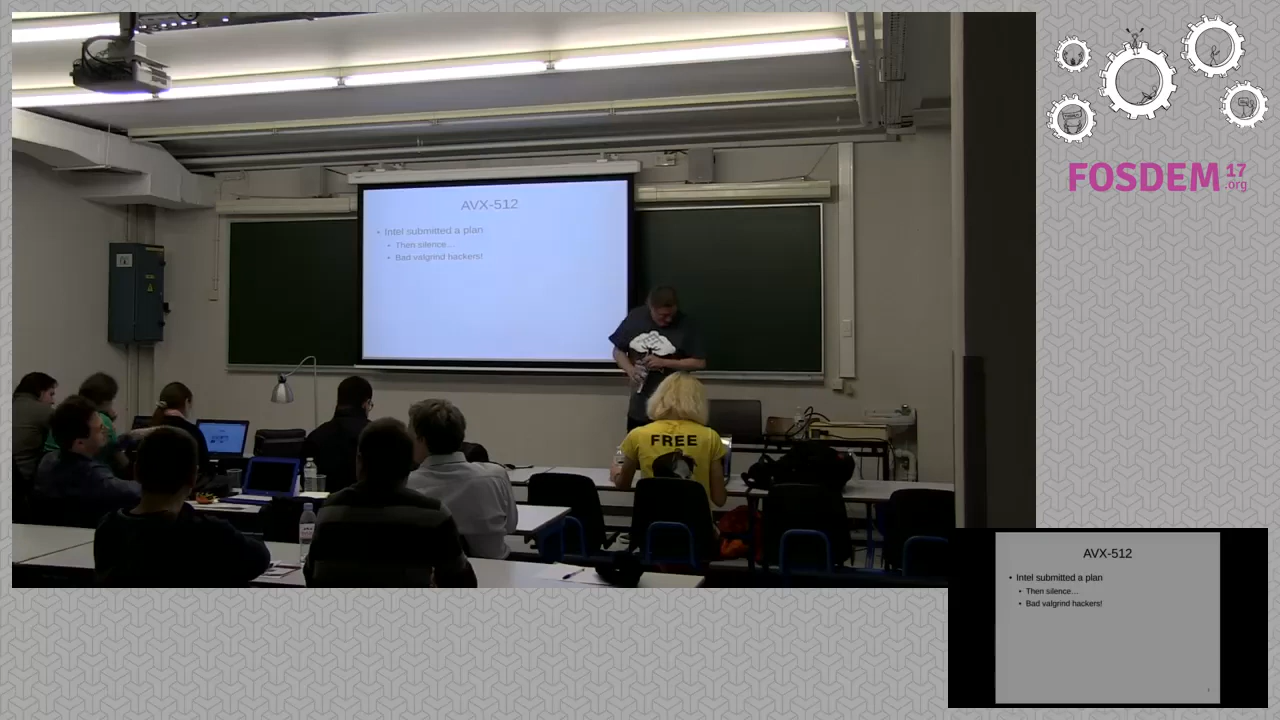 AVX-512
• Intel submitted a plan
• Then silence...
• Bad valgrind hackers!
FREE
FOSDEM 17
.org
AVX-512
• Intel submitted a plan
• Then silence...
• Bad valgrind hackers!